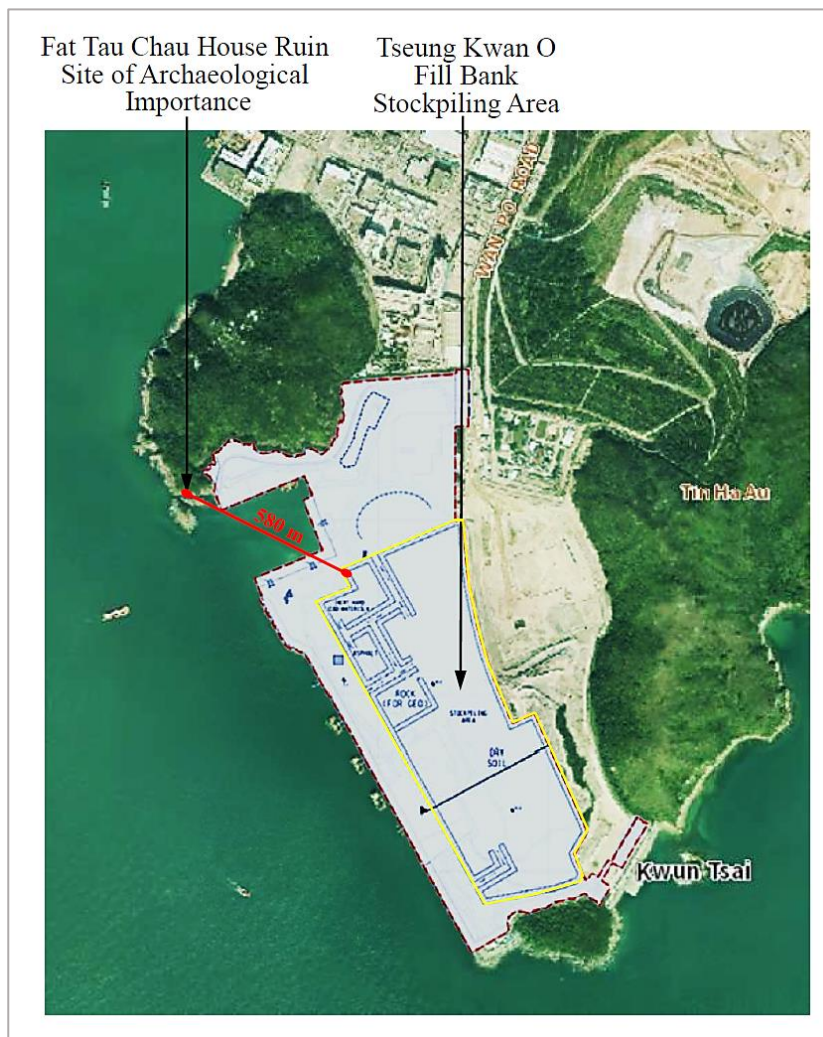 Fat Tau Chau House Ruin
Site of Archaeological
Importance
Tseung Kwan O
Fill Bank
Stockpiling Area
WAN PO ROAD
Tin Ha Au
580 m
ASPHALT
ROCK
(FOR GEO)
STOCKPILING
AREA
DRY
SOIL
Kwun Tsai